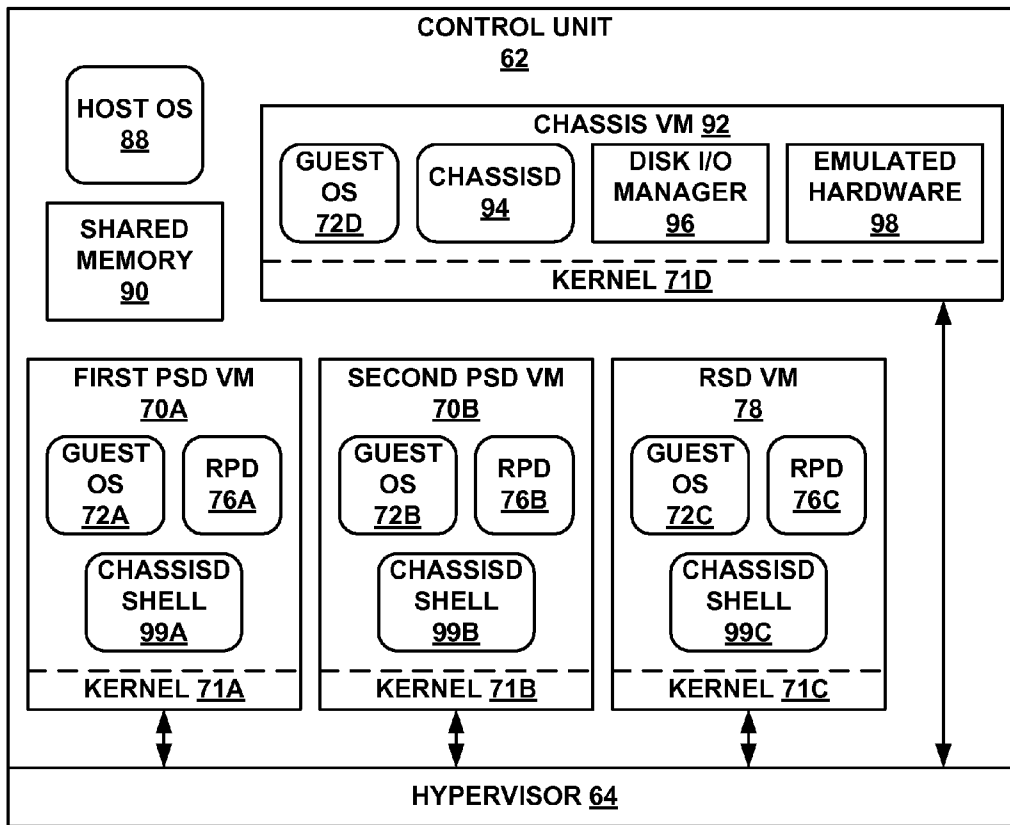 CONTROL UNIT
62
HOST OS
88
SHARED
MEMORY
90
CHASSIS VM 92
GUEST
OS
72D
CHASSISD
94
DISK I/O
MANAGER
96
EMULATED
HARDWARE
98
KERNEL 71D
FIRST PSD VM
70A
GUEST
OS
72A
RPD
76A
CHASSISD
SHELL
99A
KERNEL 71A
SECOND PSD VM
70B
GUEST
OS
72B
RPD
76B
CHASSISD
SHELL
99B
KERNEL 71B
RSD VM
78
GUEST
OS
72C
RPD
76C
CHASSISD
SHELL
99C
KERNEL 71C
HYPERVISOR 64